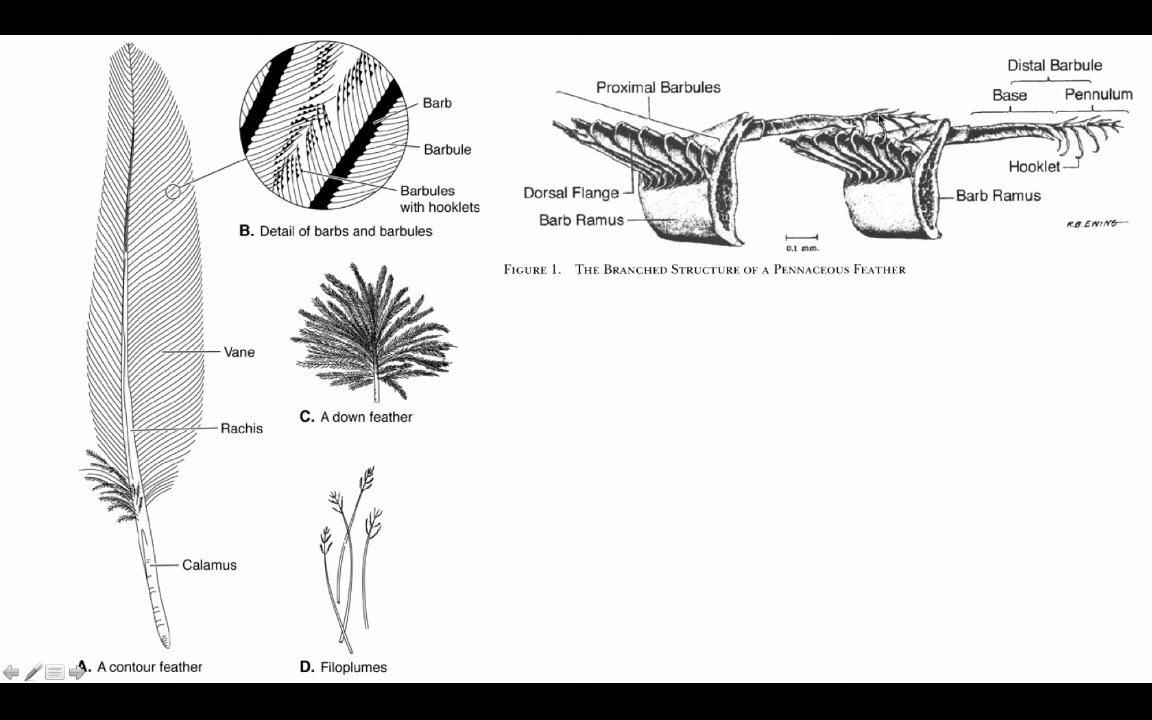 Barb
Barbule
Barbules
with hooklets
B. Detail of barbs and barbules
Vane
Rachis
Calamus
A. A contour feather
C. A down feather
D. Filoplumes
Proximal Barbules
Dorsal Flange
Barb Ramus
Distal Barbule
Base
Pennulum
Hooklet
Barb Ramus
R.B.EWING
0.1 mm.
FIGURE 1. THE BRANCHED STRUCTURE OF A PENNACEOUS FEATHER